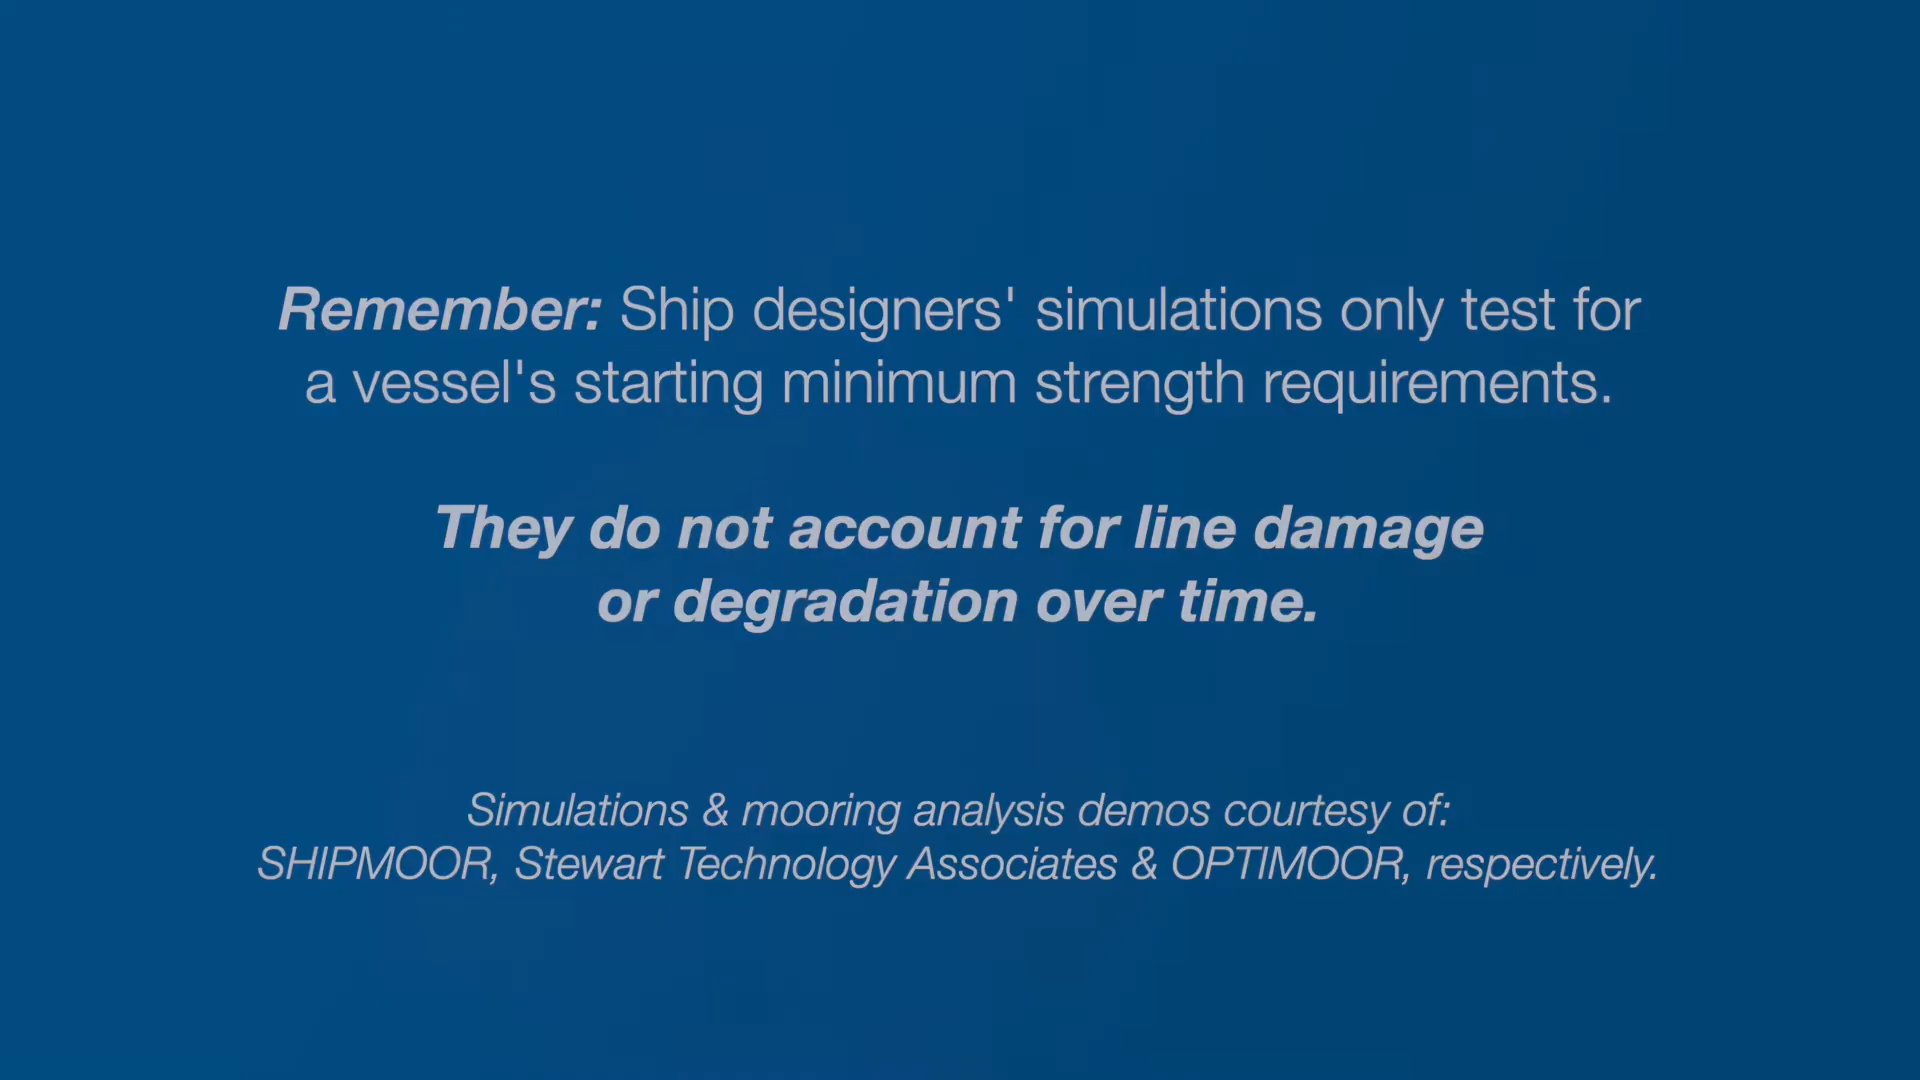 Remember: Ship designers' simulations only test for
a vessel's starting minimum strength requirements.
They do not account for line damage
or degradation over time.
Simulations & mooring analysis demos courtesy of:
SHIPMOOR, Stewart Technology Associates & OPTIMOOR, respectively.